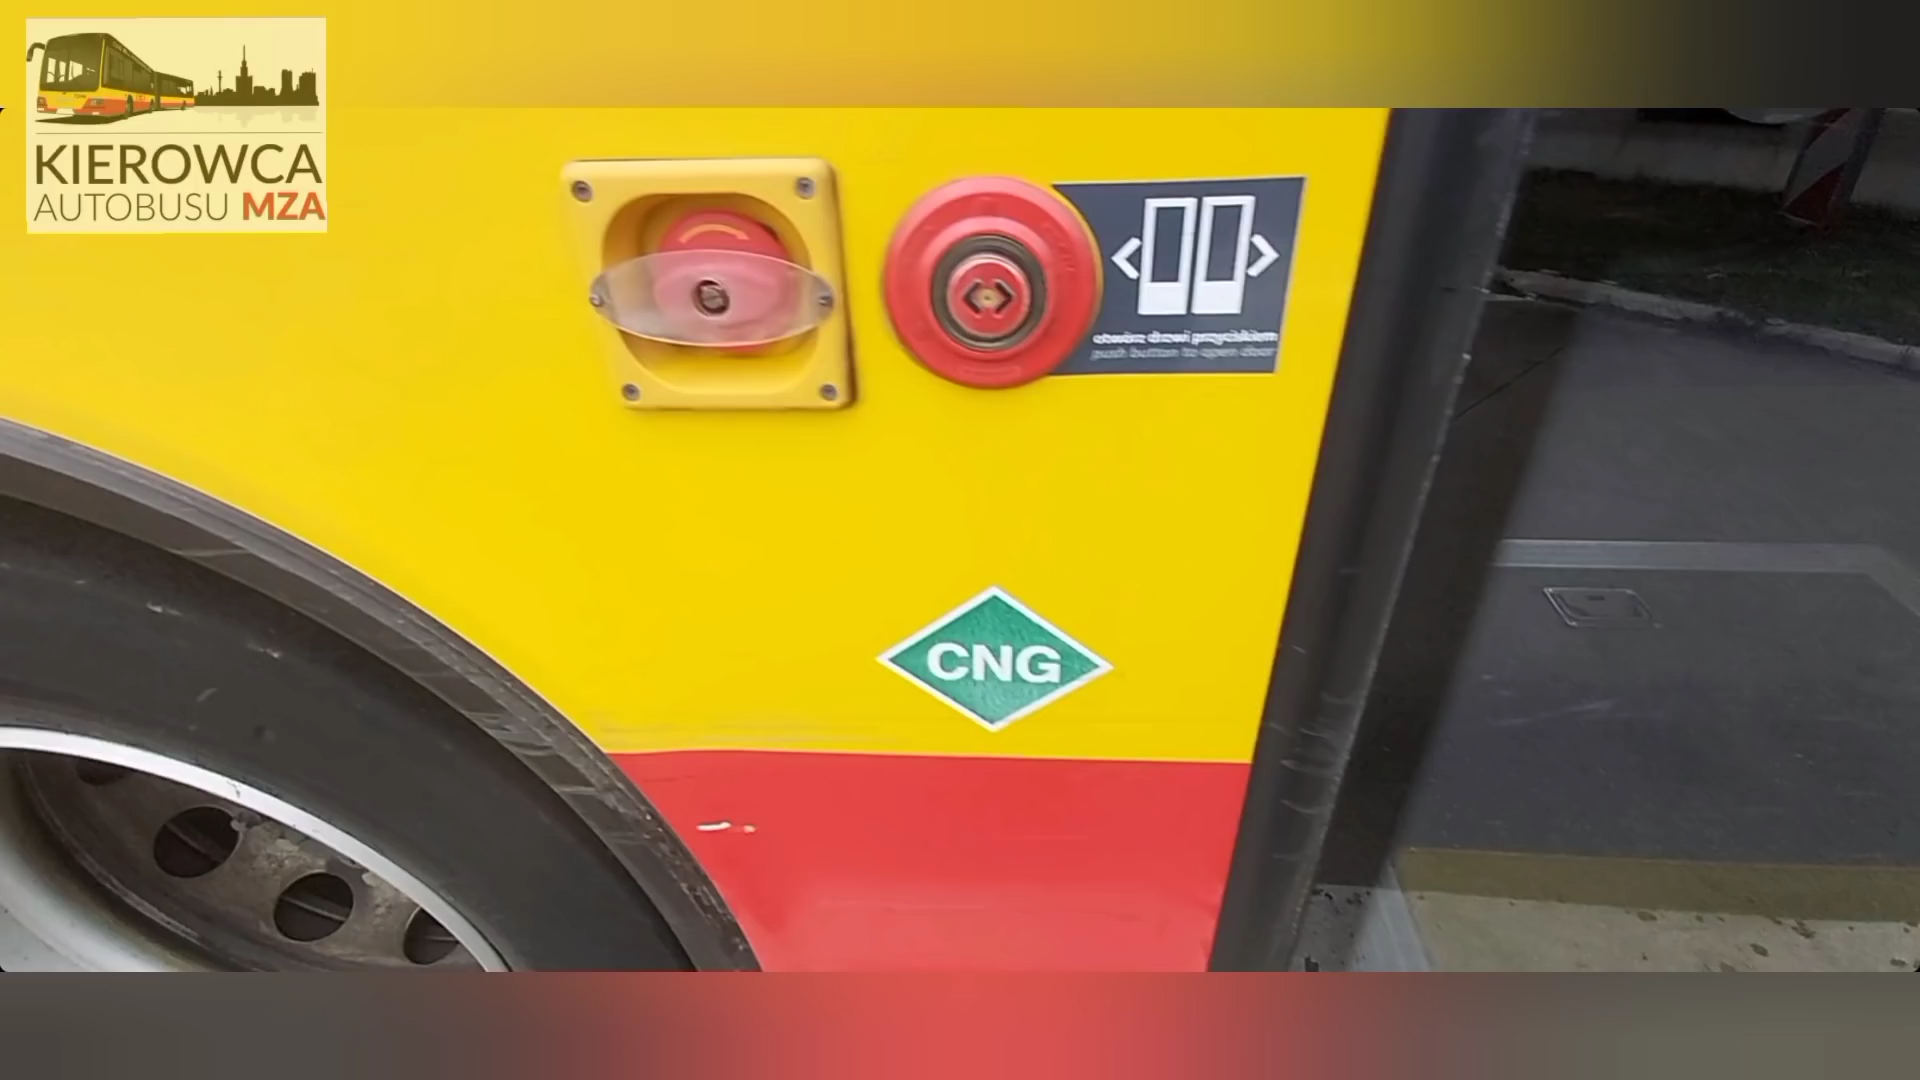 KIEROWCA
AUTOBUSU MZA
otwórz drzwi przyciskiem
push button to open door
CNG